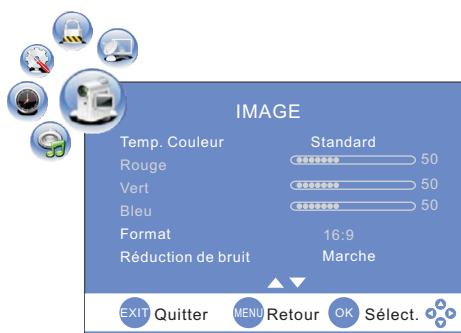 IMAGE
Temp. Couleur Standard
Rouge 50
Vert 50
Bleu 50
Format 16:9
Réduction de bruit Marche
EXIT Quitter MENU Retour OK Sélect.